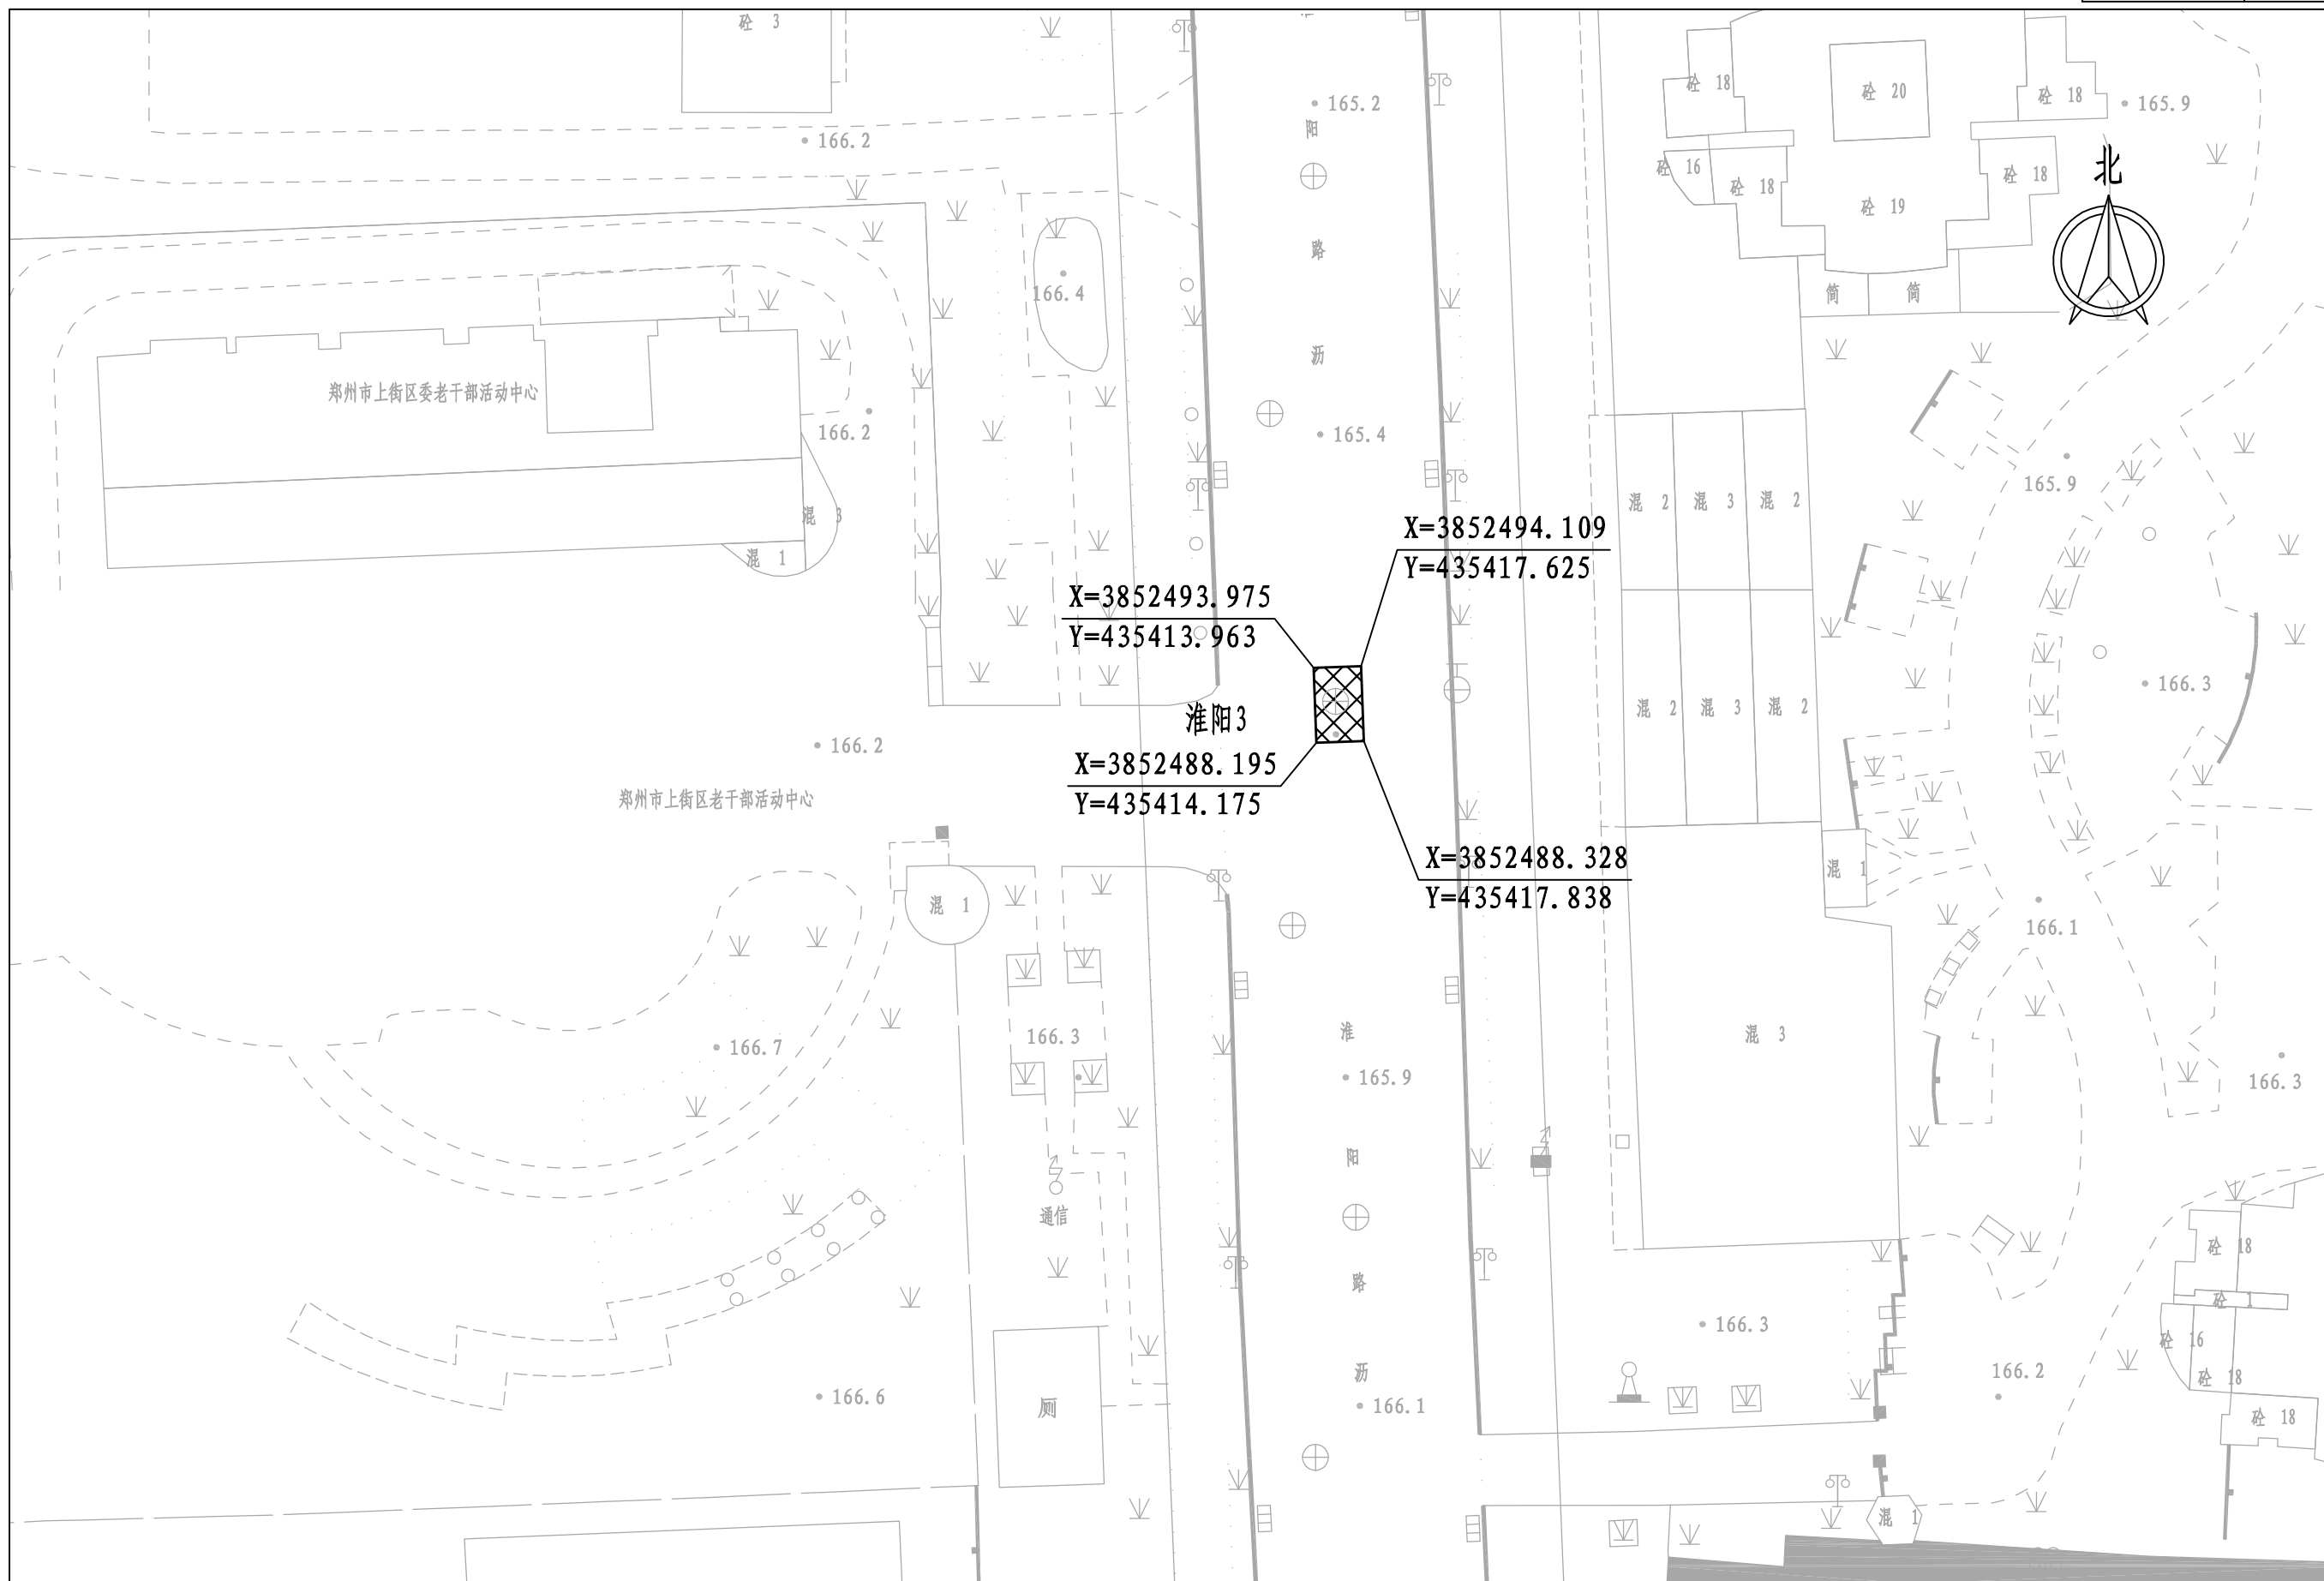 砼 3
165.2
阳
166.2
砼 18
砼 20
砼 18
165.9
北
砼 16
砼 18
砼 19
砼 18
路
166.4
简
简
沥
郑州市上街区委老干部活动中心
166.2
165.4
混 3
混 1
混 2
混 3
混 2
165.9
X=3852494.109
Y=435417.625
X=3852493.975
Y=435413.963
淮阳3
混 2
混 3
混 2
166.3
166.2
X=3852488.195
Y=435414.175
郑州市上街区老干部活动中心
X=3852488.328
Y=435417.838
混 1
混 1
166.1
淮
166.3
166.7
165.9
混 3
166.3
阳
通信
砼 18
路
砼 1
166.3
砼 16
沥
166.2
砼 18
166.6
厕
166.1
砼 18
混 1